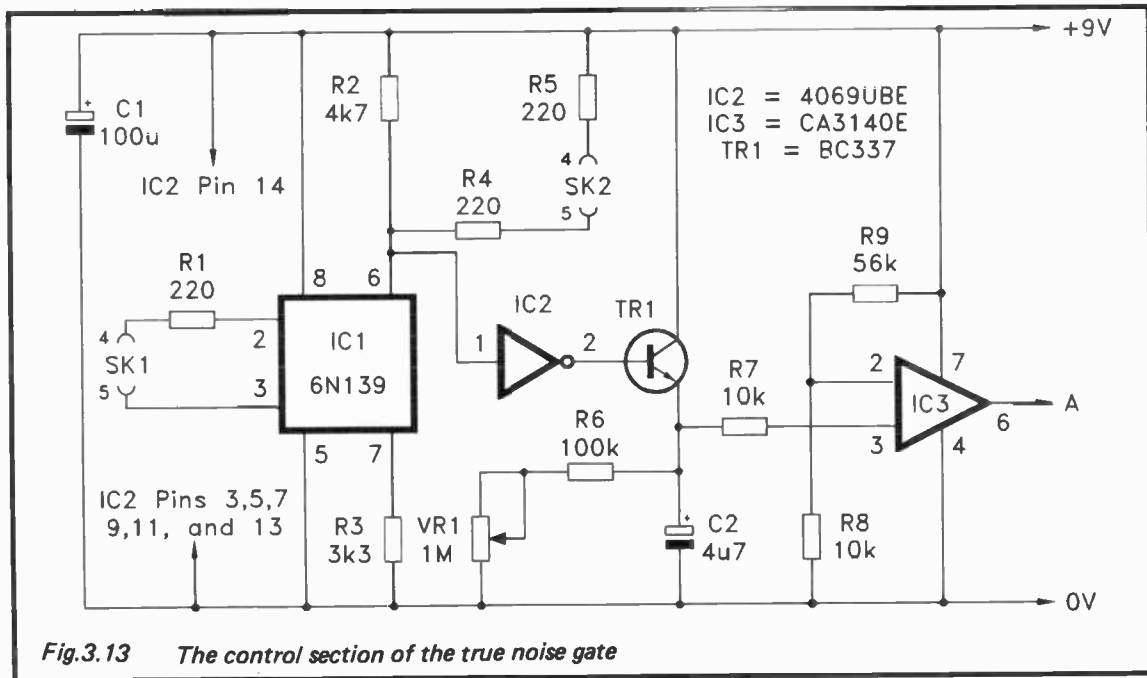 +9V
C1
100u
+
IC2 Pin 14
R2
4k7
R5
220
4
SK2
5
R4
220
IC2 = 4069UBE
IC3 = CA3140E
TR1 = BC337
R1
220
4
SK1
5
2
3
8
6
IC1
6N139
5
7
IC2
1
2
TR1
R9
56k
R7
10k
2
7
IC3
3
4
6
A
R6
100k
IC2 Pins 3,5,7
9,11, and 13
R3
3k3
VR1
1M
+
C2
4u7
R8
10k
0V
Fig.3.13 The control section of the true noise gate